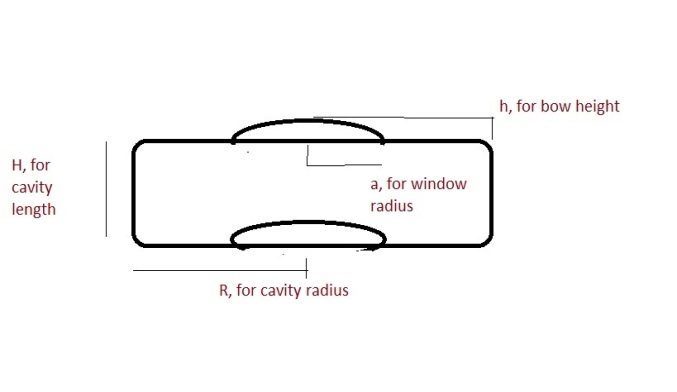 h, for bow height
H, for
cavity
length
a, for window
radius
R, for cavity radius